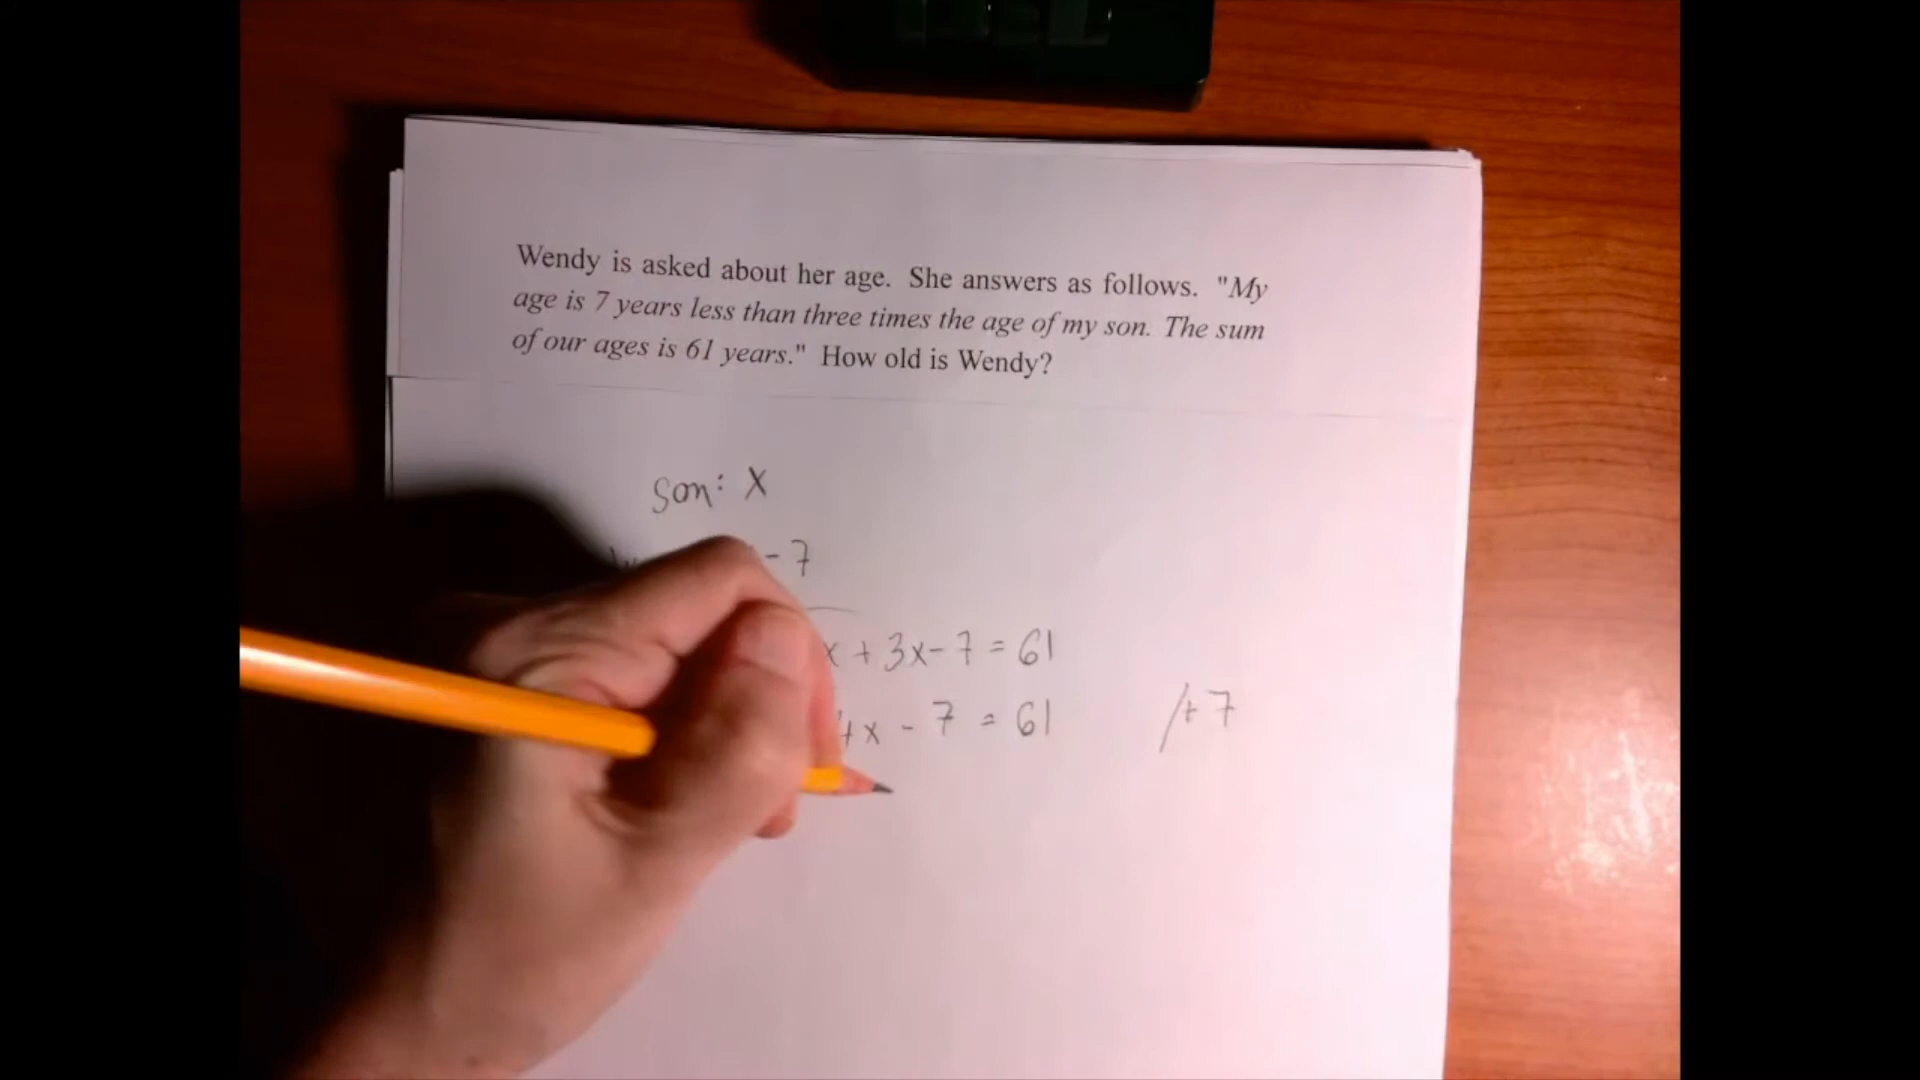 Wendy is asked about her age. She answers as follows. "My
age is 7 years less than three times the age of my son. The sum
of our ages is 61 years." How old is Wendy?
Son: X
- 7
x + 3x - 7 = 61
4x - 7 = 61 /+7